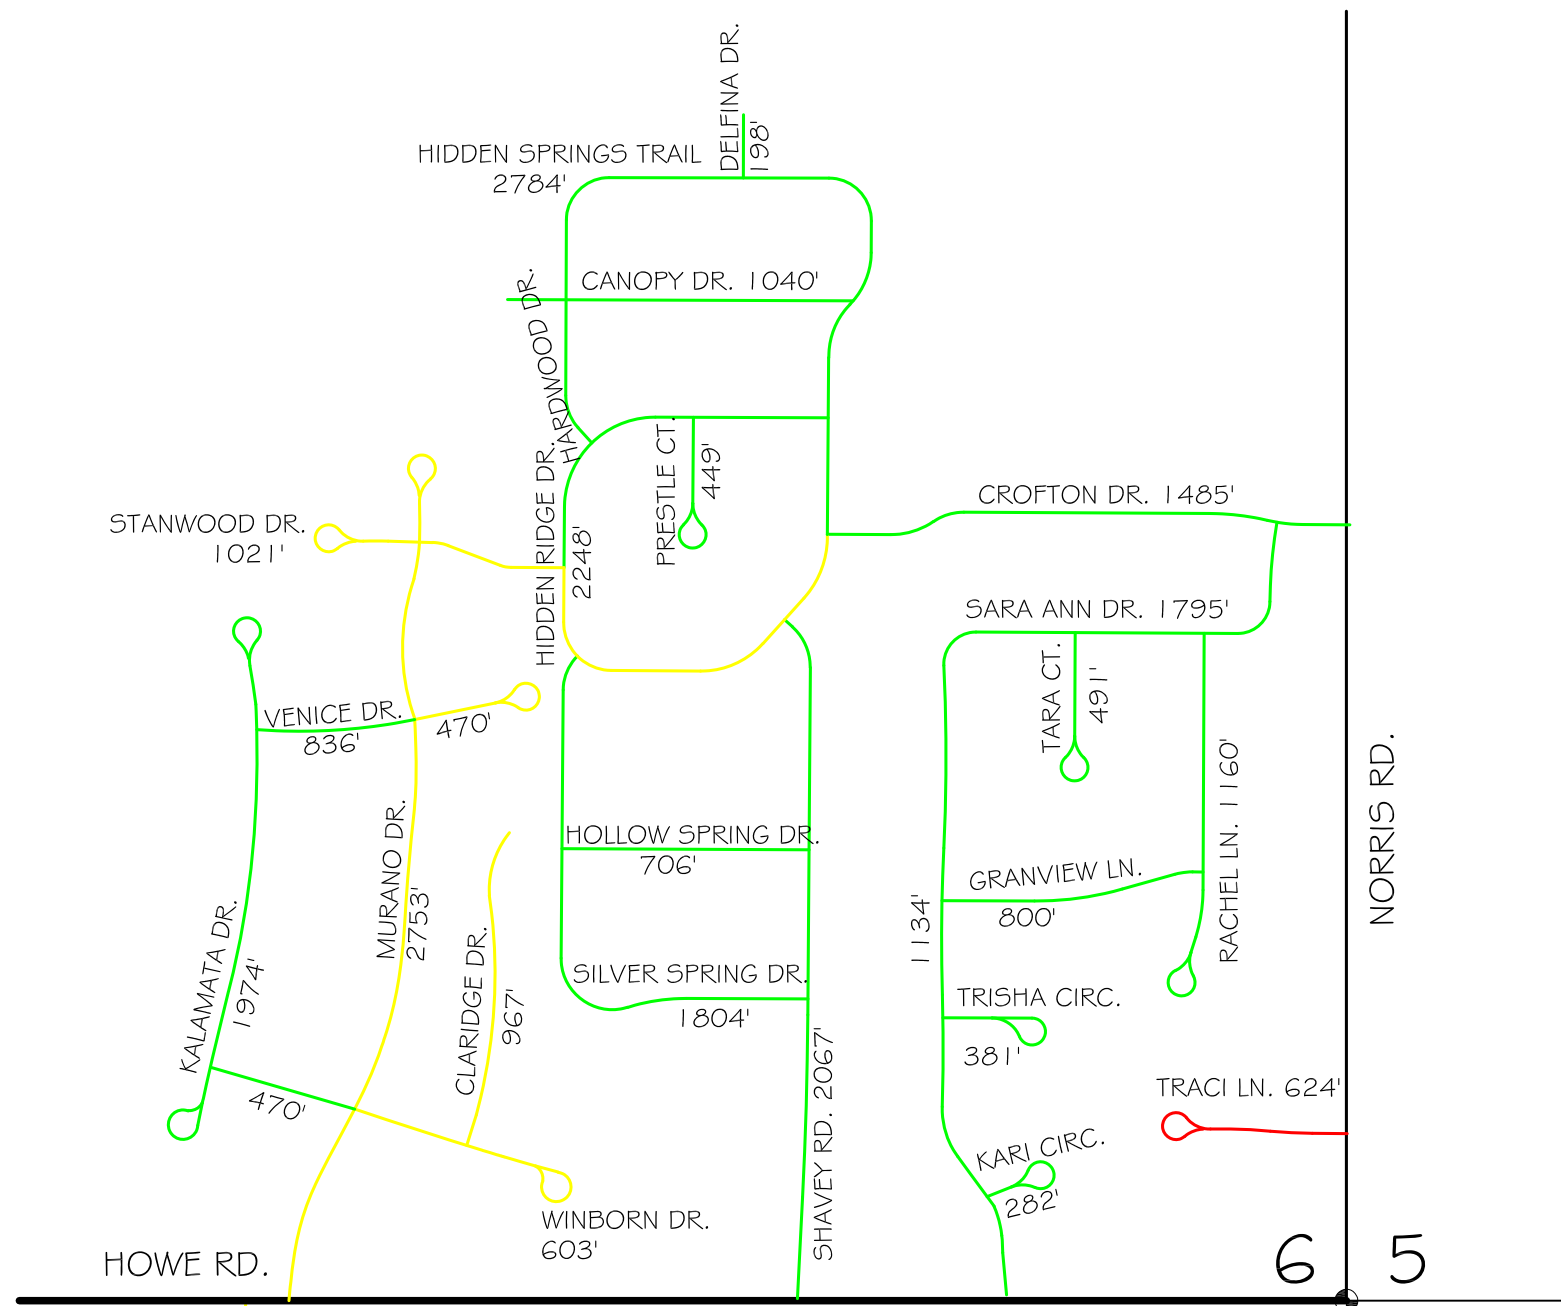 DELFINA DR.
198'
HIDDEN SPRINGS TRAIL
2784'
CANOPY DR. 1040'
HARDWOOD DR.
HIDDEN RIDGE DR.
2248'
PRESTLE CT.
449'
CROFTON DR. 1485'
STANWOOD DR.
1021'
SARA ANN DR. 1795'
TARA CT.
491'
VENICE DR.
836'
470'
RACHEL LN. 1160'
NORRIS RD.
MURANO DR.
2753'
HOLLOW SPRING DR.
706'
GRANVIEW LN.
800'
1134'
KALAMATA DR.
1974'
CLARIDGE DR.
967'
SILVER SPRING DR.
1804'
TRISHA CIRC.
381'
SHAVEY RD. 2067'
TRACI LN. 624'
470'
KARI CIRC.
282'
WINBORN DR.
603'
HOWE RD.
6 5